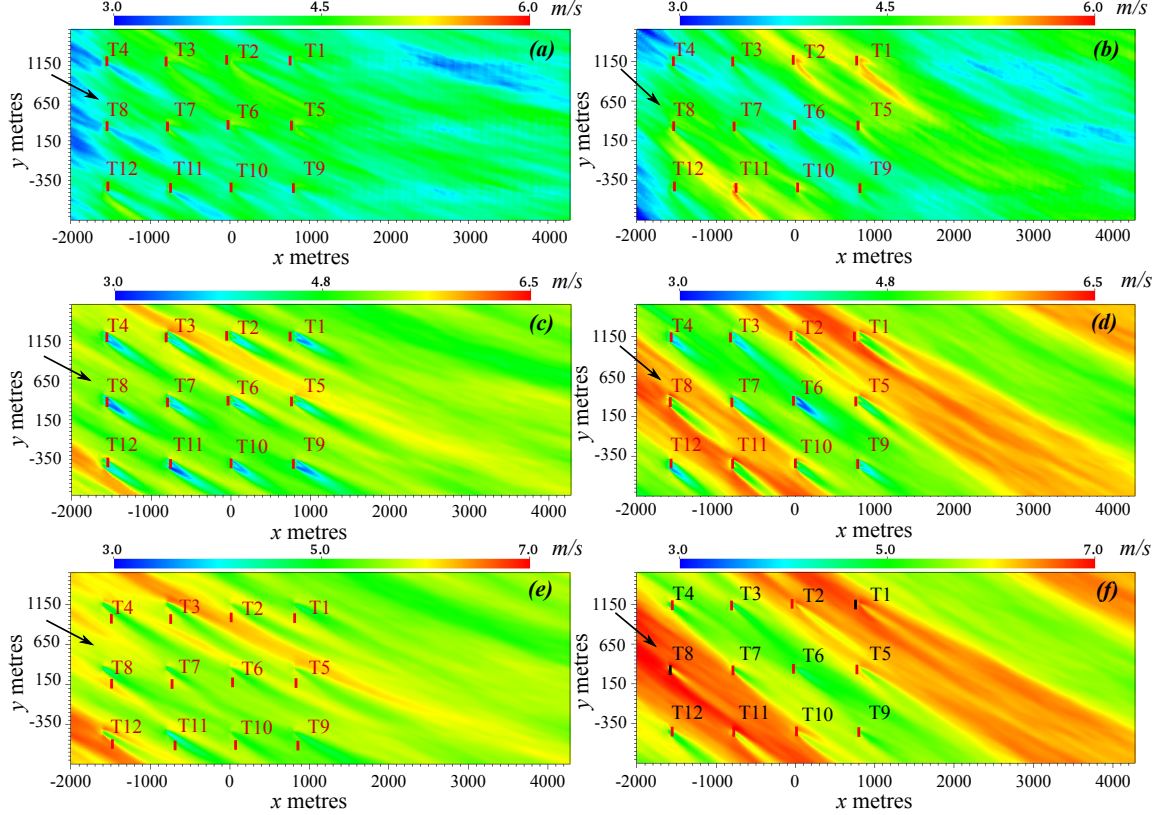 3.0 4.5 6.0 m/s
3.0 4.5 6.0 m/s
(a)
T4 T3 T2 T1
T8 T7 T6 T5
T12 T11 T10 T9
1150
650
150
-350
y metres
-2000 -1000 0 1000 2000 3000 4000
x metres
(b)
T4 T3 T2 T1
T8 T7 T6 T5
T12 T11 T10 T9
1150
650
150
-350
y metres
-2000 -1000 0 1000 2000 3000 4000
x metres
3.0 4.8 6.5 m/s
3.0 4.8 6.5 m/s
(c)
T4 T3 T2 T1
T8 T7 T6 T5
T12 T11 T10 T9
1150
650
150
-350
y metres
-2000 -1000 0 1000 2000 3000 4000
x metres
(d)
T4 T3 T2 T1
T8 T7 T6 T5
T12 T11 T10 T9
1150
650
150
-350
y metres
-2000 -1000 0 1000 2000 3000 4000
x metres
3.0 5.0 7.0 m/s
3.0 5.0 7.0 m/s
(e)
T4 T3 T2 T1
T8 T7 T6 T5
T12 T11 T10 T9
1150
650
150
-350
y metres
-2000 -1000 0 1000 2000 3000 4000
x metres
(f)
T4 T3 T2 T1
T8 T7 T6 T5
T12 T11 T10 T9
1150
650
150
-350
y metres
-2000 -1000 0 1000 2000 3000 4000
x metres